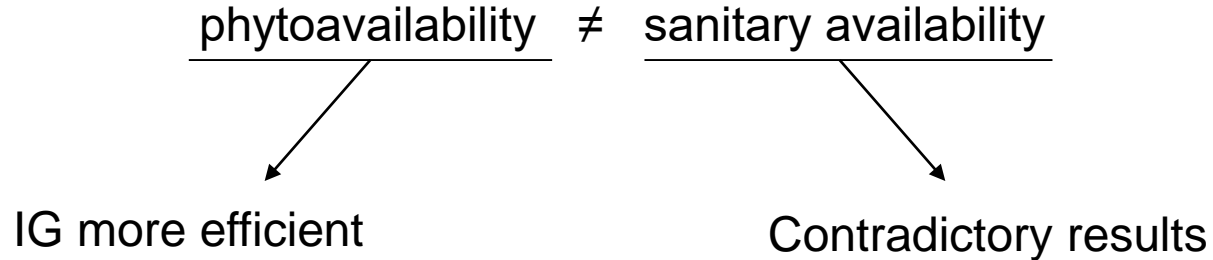 phytoavailability ≠ sanitary availability
IG more efficient
Contradictory results